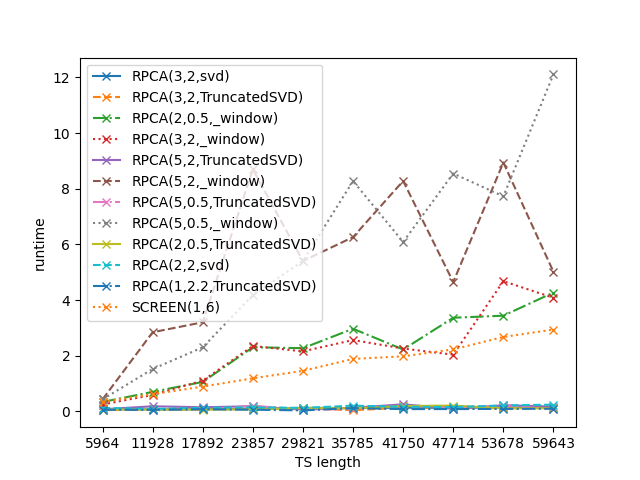 12
10
8
6
4
2
0
runtime
RPCA(3,2,svd)
RPCA(3,2,TruncatedSVD)
RPCA(2,0.5,_window)
RPCA(3,2,_window)
RPCA(5,2,TruncatedSVD)
RPCA(5,2,_window)
RPCA(5,0.5,TruncatedSVD)
RPCA(5,0.5,_window)
RPCA(2,0.5,TruncatedSVD)
RPCA(2,2,svd)
RPCA(1,2.2,TruncatedSVD)
SCREEN(1,6)
5964 11928 17892 23857 29821 35785 41750 47714 53678 59643
TS length